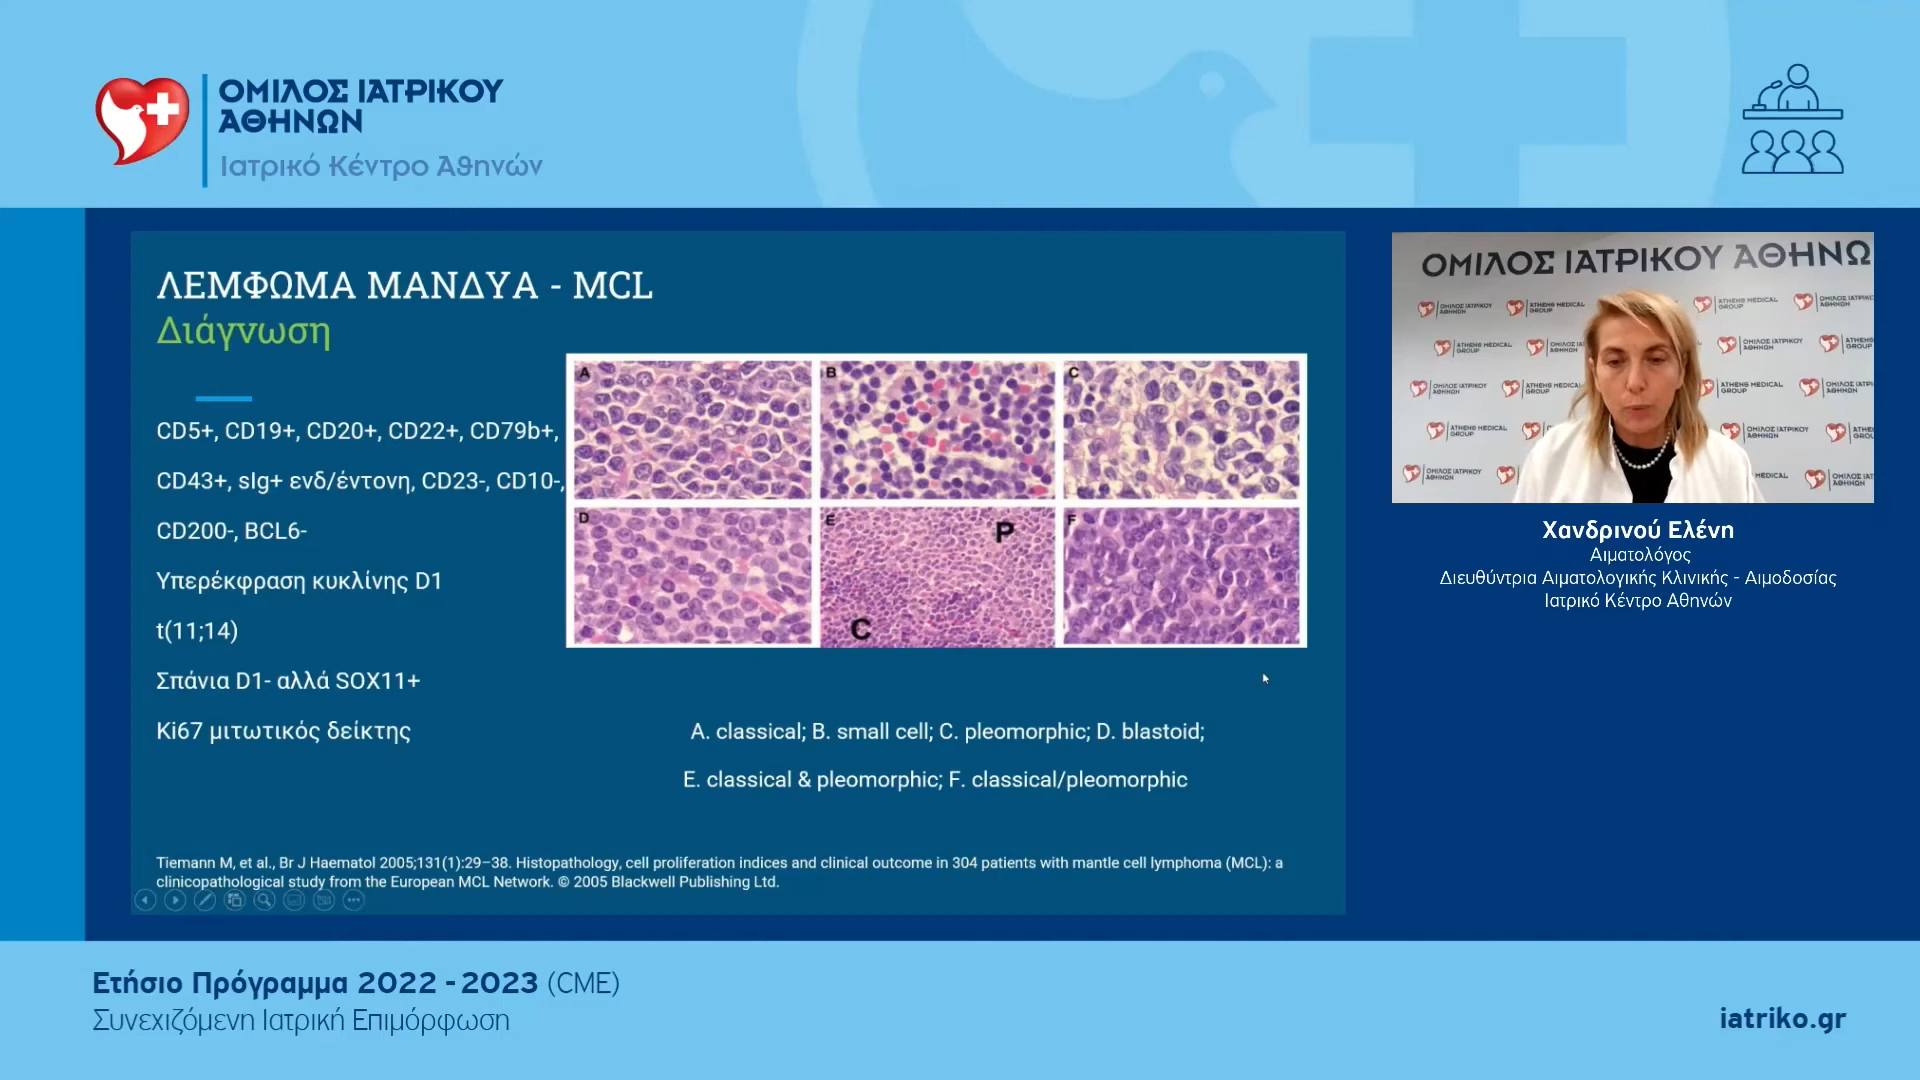 ΟΜΙΛΟΣ ΙΑΤΡΙΚΟΥ
ΑΘΗΝΩΝ
Ιατρικό Κέντρο Αθηνών
ΛΕΜΦΩΜΑ ΜΑΝΔΥΑ - MCL
Διάγνωση
CD5+, CD19+, CD20+, CD22+, CD79b+,
CD43+, sIg+ ενδ/έντονη, CD23-, CD10-,
CD200-, BCL6-
Υπερέκφραση κυκλίνης D1
t(11;14)
Σπάνια D1- αλλά SOX11+
Ki67 μιτωτικός δείκτης
A
B
C
D
E
P
C
F
A. classical; B. small cell; C. pleomorphic; D. blastoid;
E. classical & pleomorphic; F. classical/pleomorphic
Tiemann M, et al., Br J Haematol 2005;131(1):29–38. Histopathology, cell proliferation indices and clinical outcome in 304 patients with mantle cell lymphoma (MCL): a
clinicopathological study from the European MCL Network. © 2005 Blackwell Publishing Ltd.
ΟΜΙΛΟΣ ΙΑΤΡΙΚΟΥ ΑΘΗΝΩ
Χανδρινού Ελένη
Αιματολόγος
Διευθύντρια Αιματολογικής Κλινικής - Αιμοδοσίας
Ιατρικό Κέντρο Αθηνών
Ετήσιο Πρόγραμμα 2022 - 2023 (CME)
Συνεχιζόμενη Ιατρική Επιμόρφωση
iatriko.gr